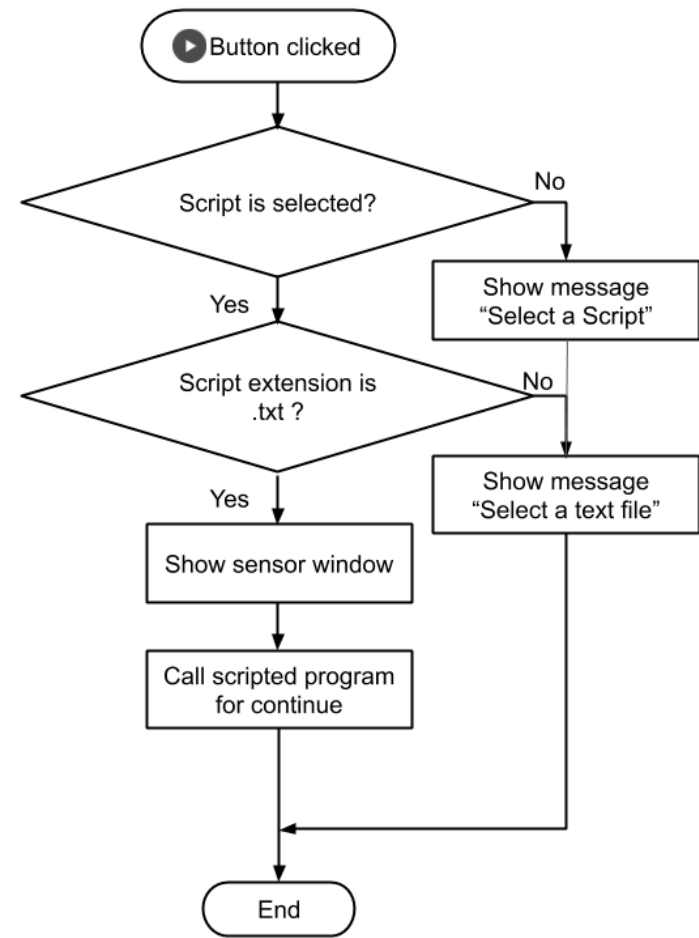 Button clicked
Script is selected?
No
Show message
“Select a Script”
Yes
Script extension is
.txt ?
No
Show message
“Select a text file”
Yes
Show sensor window
Call scripted program
for continue
End